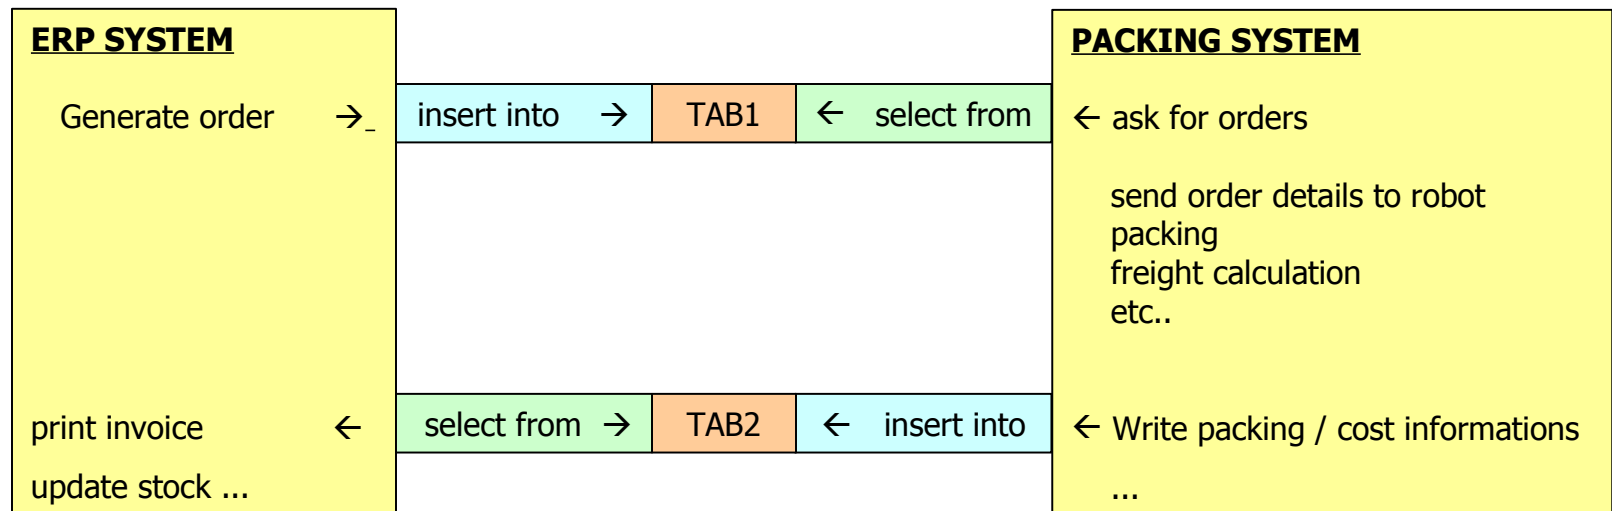 ERP SYSTEM
Generate order →_
insert into →
TAB1
← select from
PACKING SYSTEM
← ask for orders
send order details to robot
packing
freight calculation
etc..
print invoice ←
update stock ...
select from →
TAB2
← insert into
← Write packing / cost informations
...